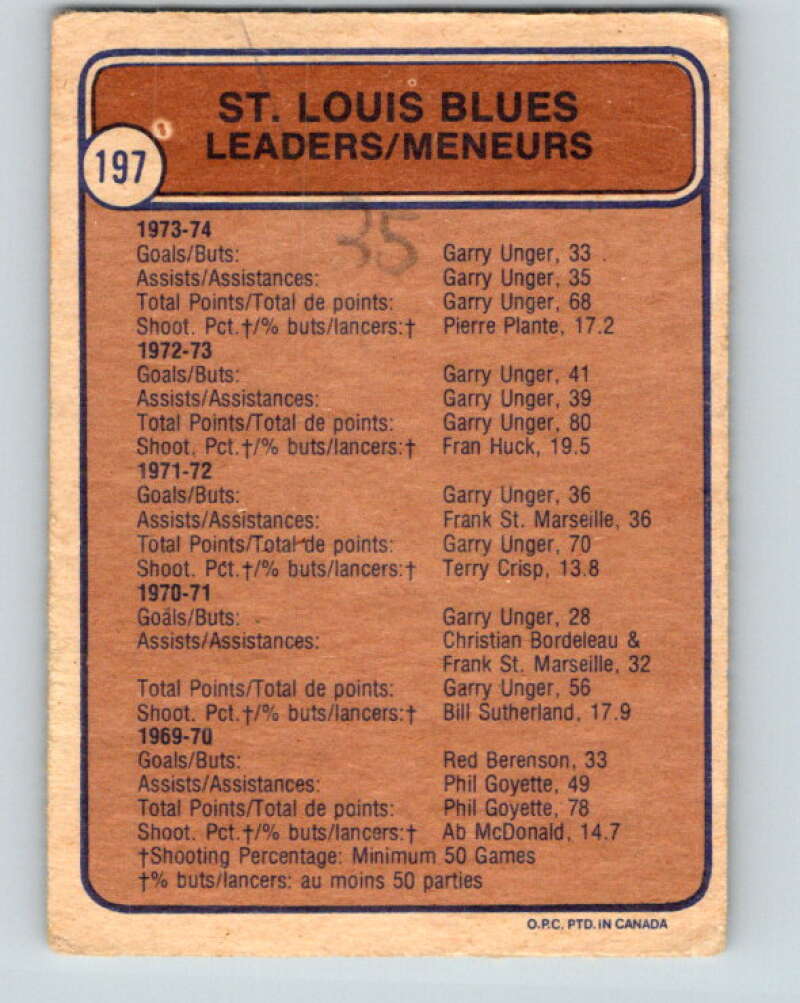 ST. LOUIS BLUES
LEADERS/MENEURS
197
35
1973-74
Goals/Buts: Garry Unger, 33
Assists/Assistances: Garry Unger, 35
Total Points/Total de points: Garry Unger, 68
Shoot. Pct.†/% buts/lancers:† Pierre Plante, 17.2
1972-73
Goals/Buts: Garry Unger, 41
Assists/Assistances: Garry Unger, 39
Total Points/Total de points: Garry Unger, 80
Shoot. Pct.†/% buts/lancers:† Fran Huck, 19.5
1971-72
Goals/Buts: Garry Unger, 36
Assists/Assistances: Frank St. Marseille, 36
Total Points/Total de points: Garry Unger, 70
Shoot. Pct.†/% buts/lancers:† Terry Crisp, 13.8
1970-71
Goals/Buts: Garry Unger, 28
Assists/Assistances: Christian Bordeleau &
Frank St. Marseille, 32
Total Points/Total de points: Garry Unger, 56
Shoot. Pct.†/% buts/lancers:† Bill Sutherland, 17.9
1969-70
Goals/Buts: Red Berenson, 33
Assists/Assistances: Phil Goyette, 49
Total Points/Total de points: Phil Goyette, 78
Shoot. Pct.†/% buts/lancers:† Ab McDonald, 14.7
†Shooting Percentage: Minimum 50 Games
†% buts/lancers: au moins 50 parties
O.P.C. PTD. IN CANADA